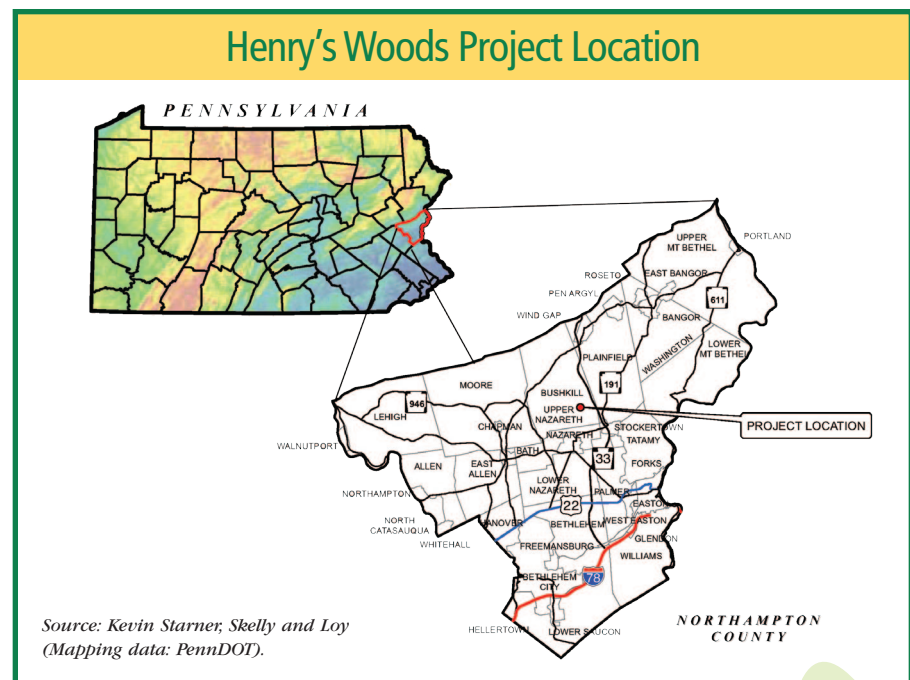 Henry's Woods Project Location
PENNSYLVANIA
UPPER
MT BETHEL
PORTLAND
ROSETO
EAST BANGOR
PEN ARGYL
611
WIND GAP
BANGOR
PLAINFIELD
WASHINGTON
LOWER
MT BETHEL
MOORE
191
BUSHKILL
946
LEHIGH
UPPER
NAZARETH
CHAPMAN
STOCKERTOWN
PROJECT LOCATION
NAZARETH
TATAMY
WALNUTPORT
BATH
33
ALLEN
EAST
ALLEN
FORKS
LOWER
NAZARETH
NORTHAMPTON
PALMER
EASTON
22
NORTH
CATASAUQUA
HANOVER
BETHLEHEM
WEST EASTON
WHITEHALL
GLENDON
FREEMANSBURG
WILLIAMS
BETHLEHEM
CITY
78
HELLERTOWN
LOWER SAUCON
NORTHAMPTON
COUNTY
Source: Kevin Starner, Skelly and Loy
(Mapping data: PennDOT).